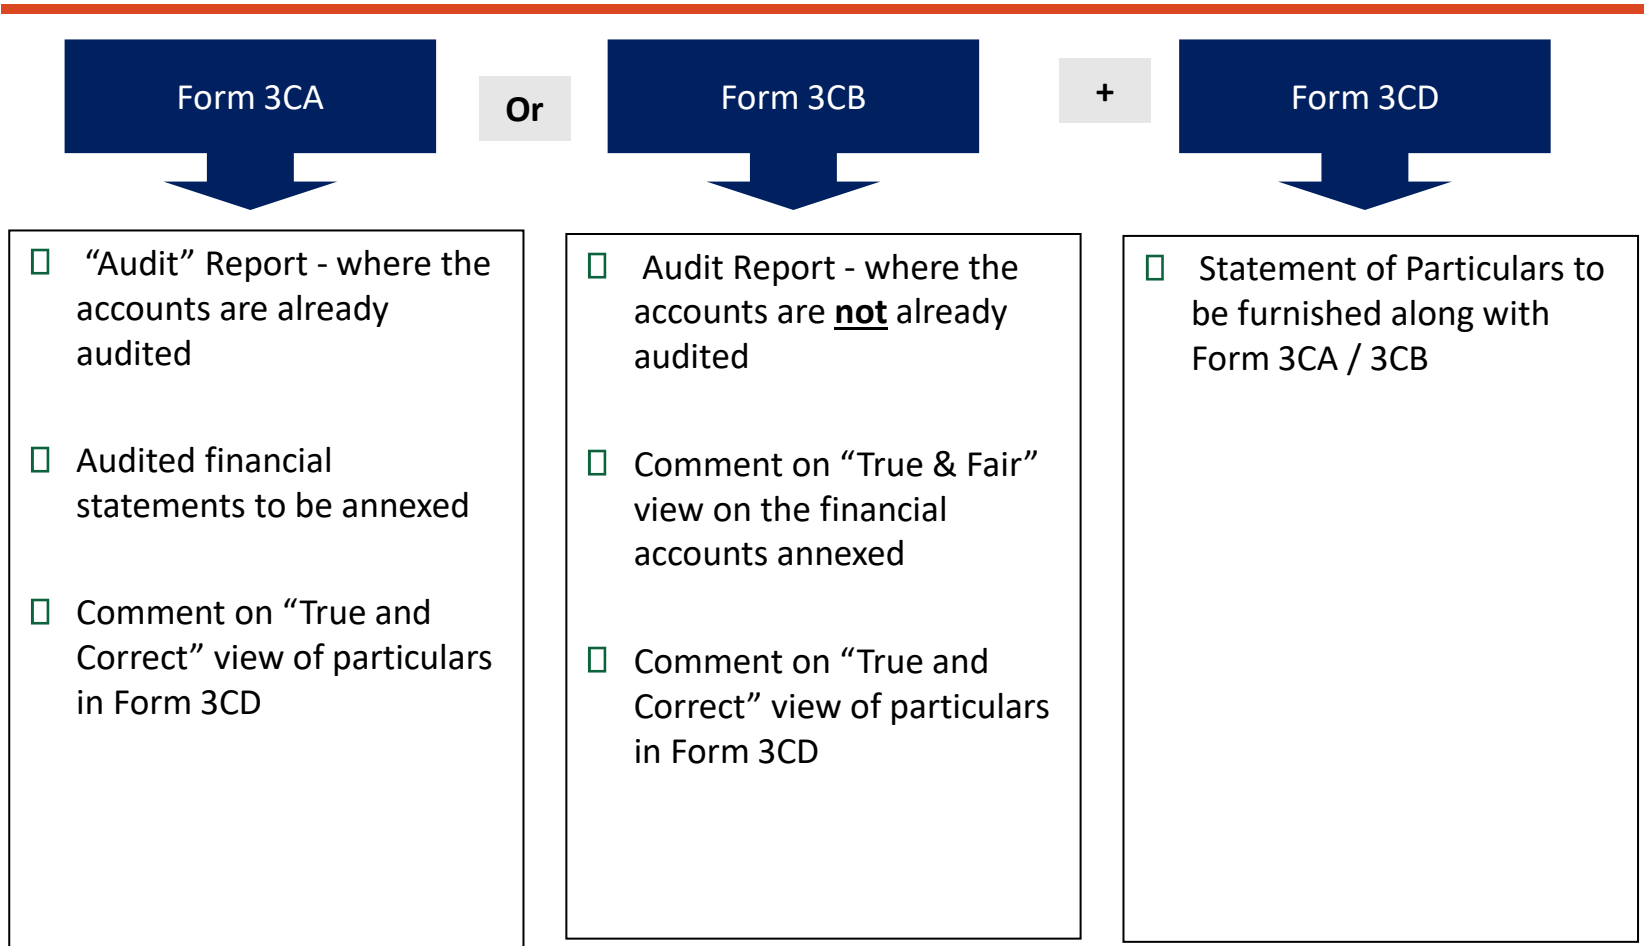 Form 3CA
Or
Form 3CB
+
Form 3CD
“Audit” Report - where the
accounts are already
audited
Audited financial
statements to be annexed
Comment on “True and
Correct” view of particulars
in Form 3CD
Audit Report - where the
accounts are not already
audited
Comment on “True & Fair”
view on the financial
accounts annexed
Comment on “True and
Correct” view of particulars
in Form 3CD
Statement of Particulars to
be furnished along with
Form 3CA / 3CB